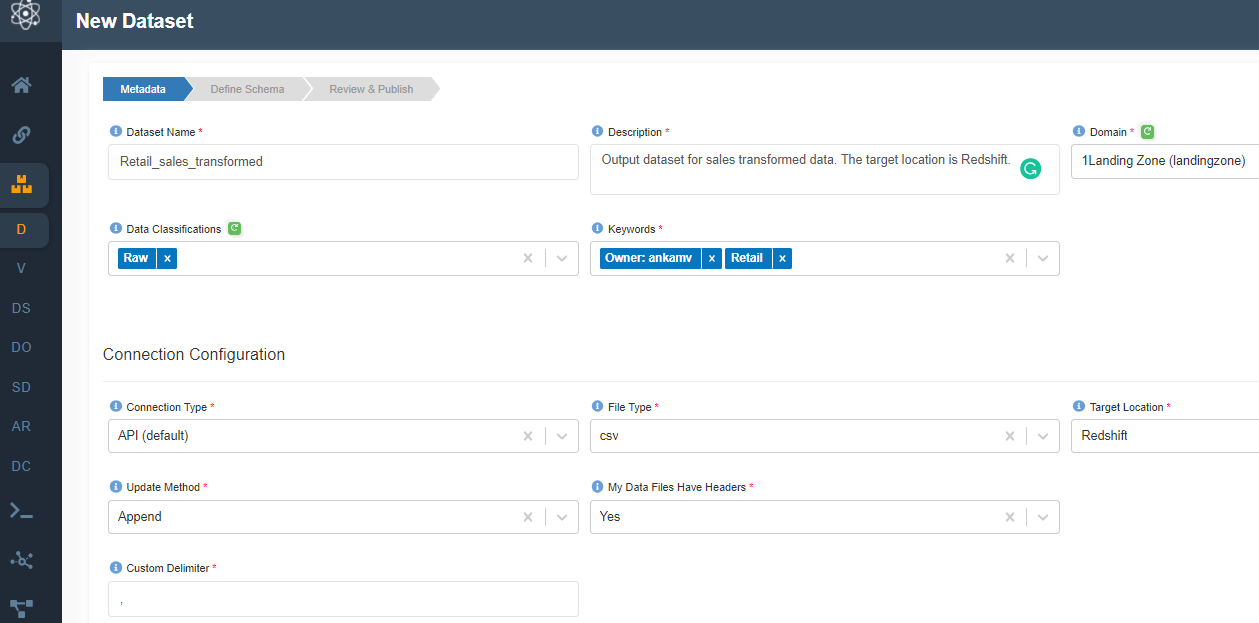 New Dataset
Metadata
Define Schema
Review & Publish
Dataset Name *
Description *
Domain *
Retail_sales_transformed
Output dataset for sales transformed data. The target location is Redshift.
1Landing Zone (landingzone)
Data Classifications
Keywords *
Raw x
Owner: ankamv x
Retail x
D
V
DS
DO
SD
AR
DC
Connection Configuration
Connection Type *
File Type *
Target Location *
API (default)
csv
Redshift
Update Method *
My Data Files Have Headers *
Append
Yes
Custom Delimiter *
,